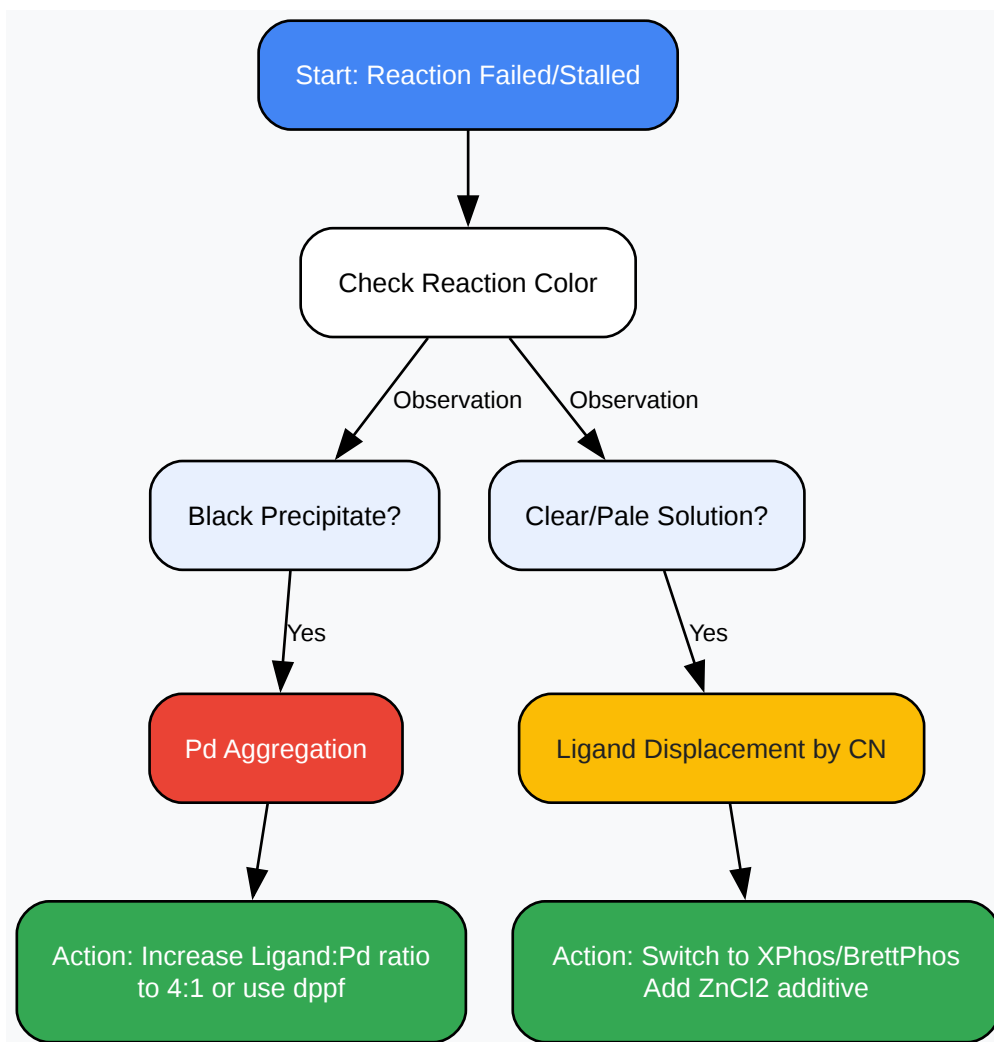 Start: Reaction Failed/Stalled
Check Reaction Color
Observation
Observation
Black Precipitate?
Clear/Pale Solution?
Yes
Yes
Pd Aggregation
Ligand Displacement by CN
Action: Increase Ligand:Pd ratio
to 4:1 or use dppf
Action: Switch to XPhos/BrettPhos
Add ZnCl2 additive